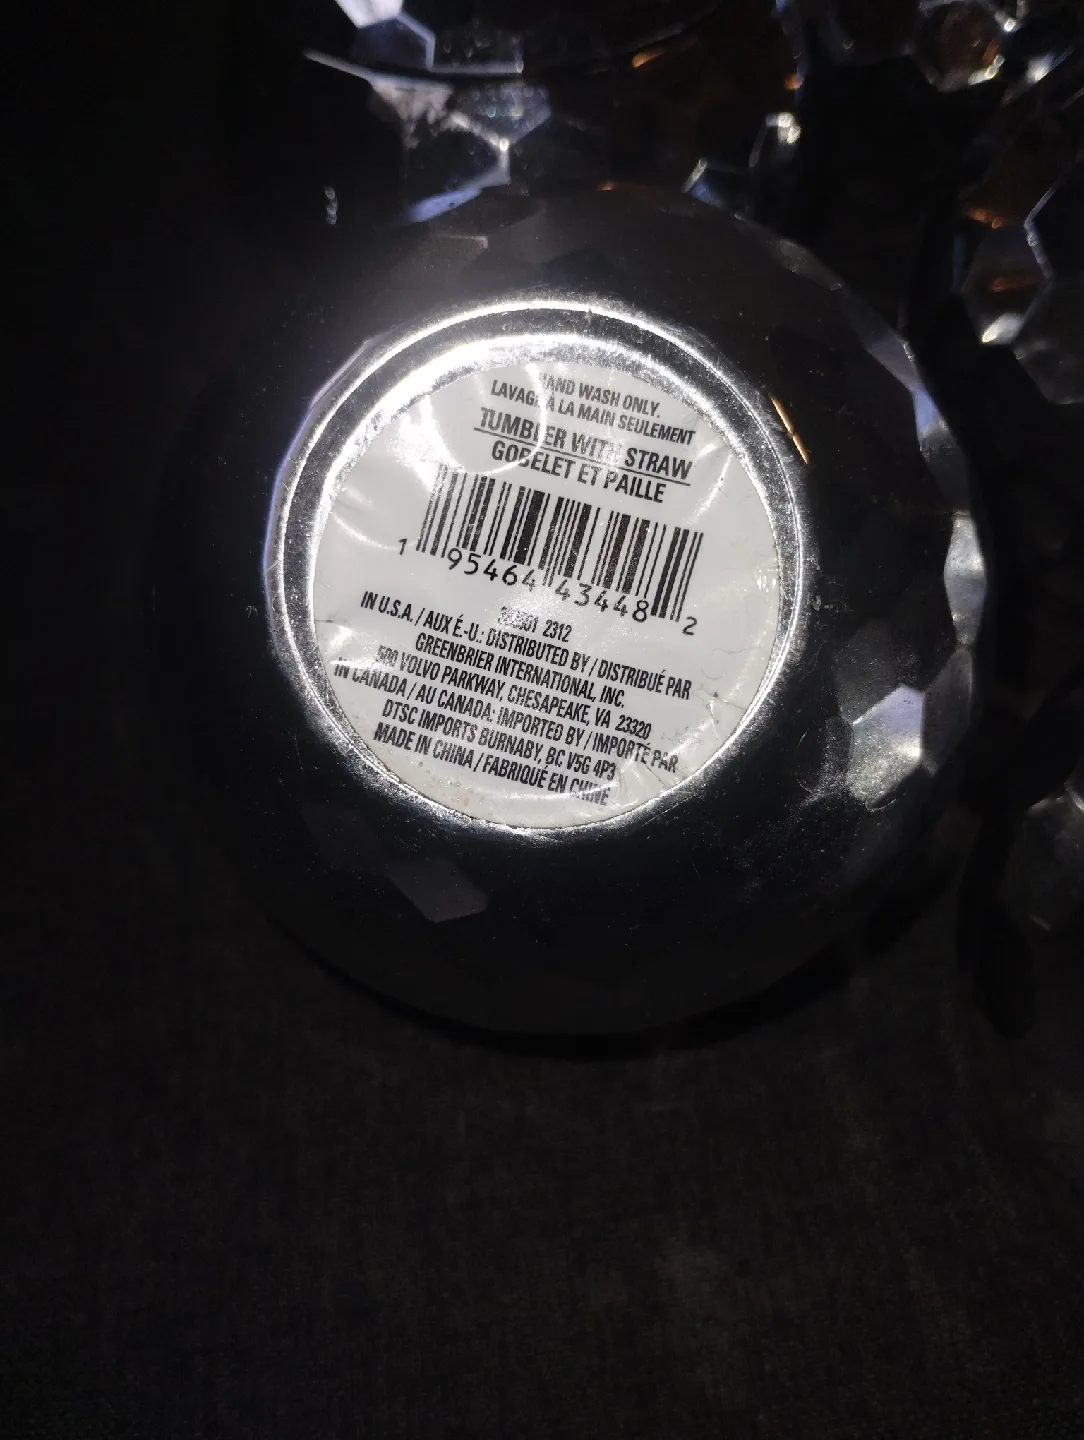 HAND WASH ONLY.
LAVAGE À LA MAIN SEULEMENT
TUMBLER WITH STRAW
GOBELET ET PAILLE
1 95464 43448 2
2312
IN U.S.A. / AUX É.-U.: DISTRIBUTED BY / DISTRIBUÉ PAR
GREENBRIER INTERNATIONAL, INC.
500 VOLVO PARKWAY, CHESAPEAKE, VA 23320
IN CANADA / AU CANADA: IMPORTED BY / IMPORTÉ PAR
DTSC IMPORTS BURNABY, BC V5G 4P3
MADE IN CHINA / FABRIQUÉ EN CHINE